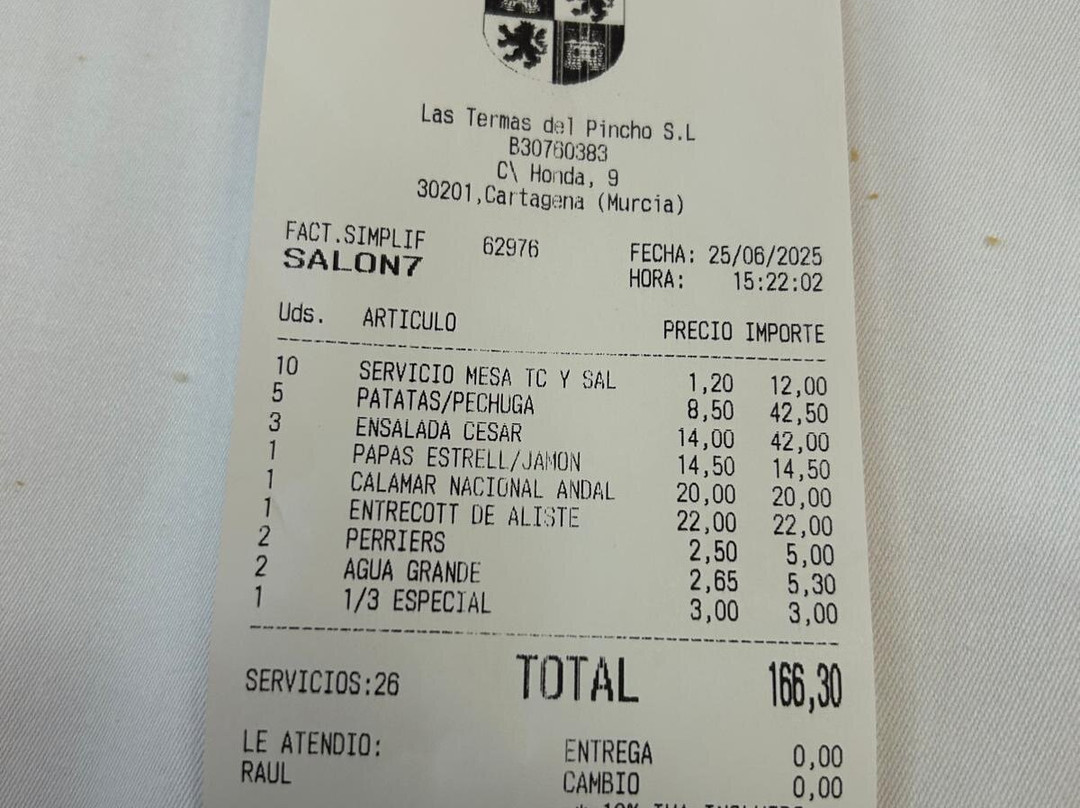 Las Termas del Pincho S.L
B30760383
C\ Honda, 9
30201,Cartagena (Murcia)
FACT.SIMPLIF 62976 FECHA: 25/06/2025
SALON7 HORA: 15:22:02
Uds. ARTICULO PRECIO IMPORTE
10 SERVICIO MESA TC Y SAL 1,20 12,00
5 PATATAS/PECHUGA 8,50 42,50
3 ENSALADA CESAR 14,00 42,00
1 PAPAS ESTRELL/JAMON 14,50 14,50
1 CALAMAR NACIONAL ANDAL 20,00 20,00
1 ENTRECOTT DE ALISTE 22,00 22,00
2 PERRIERS 2,50 5,00
2 AGUA GRANDE 2,65 5,30
1 1/3 ESPECIAL 3,00 3,00
SERVICIOS:26 TOTAL 166,30
LE ATENDIO: ENTREGA 0,00
RAUL CAMBIO 0,00